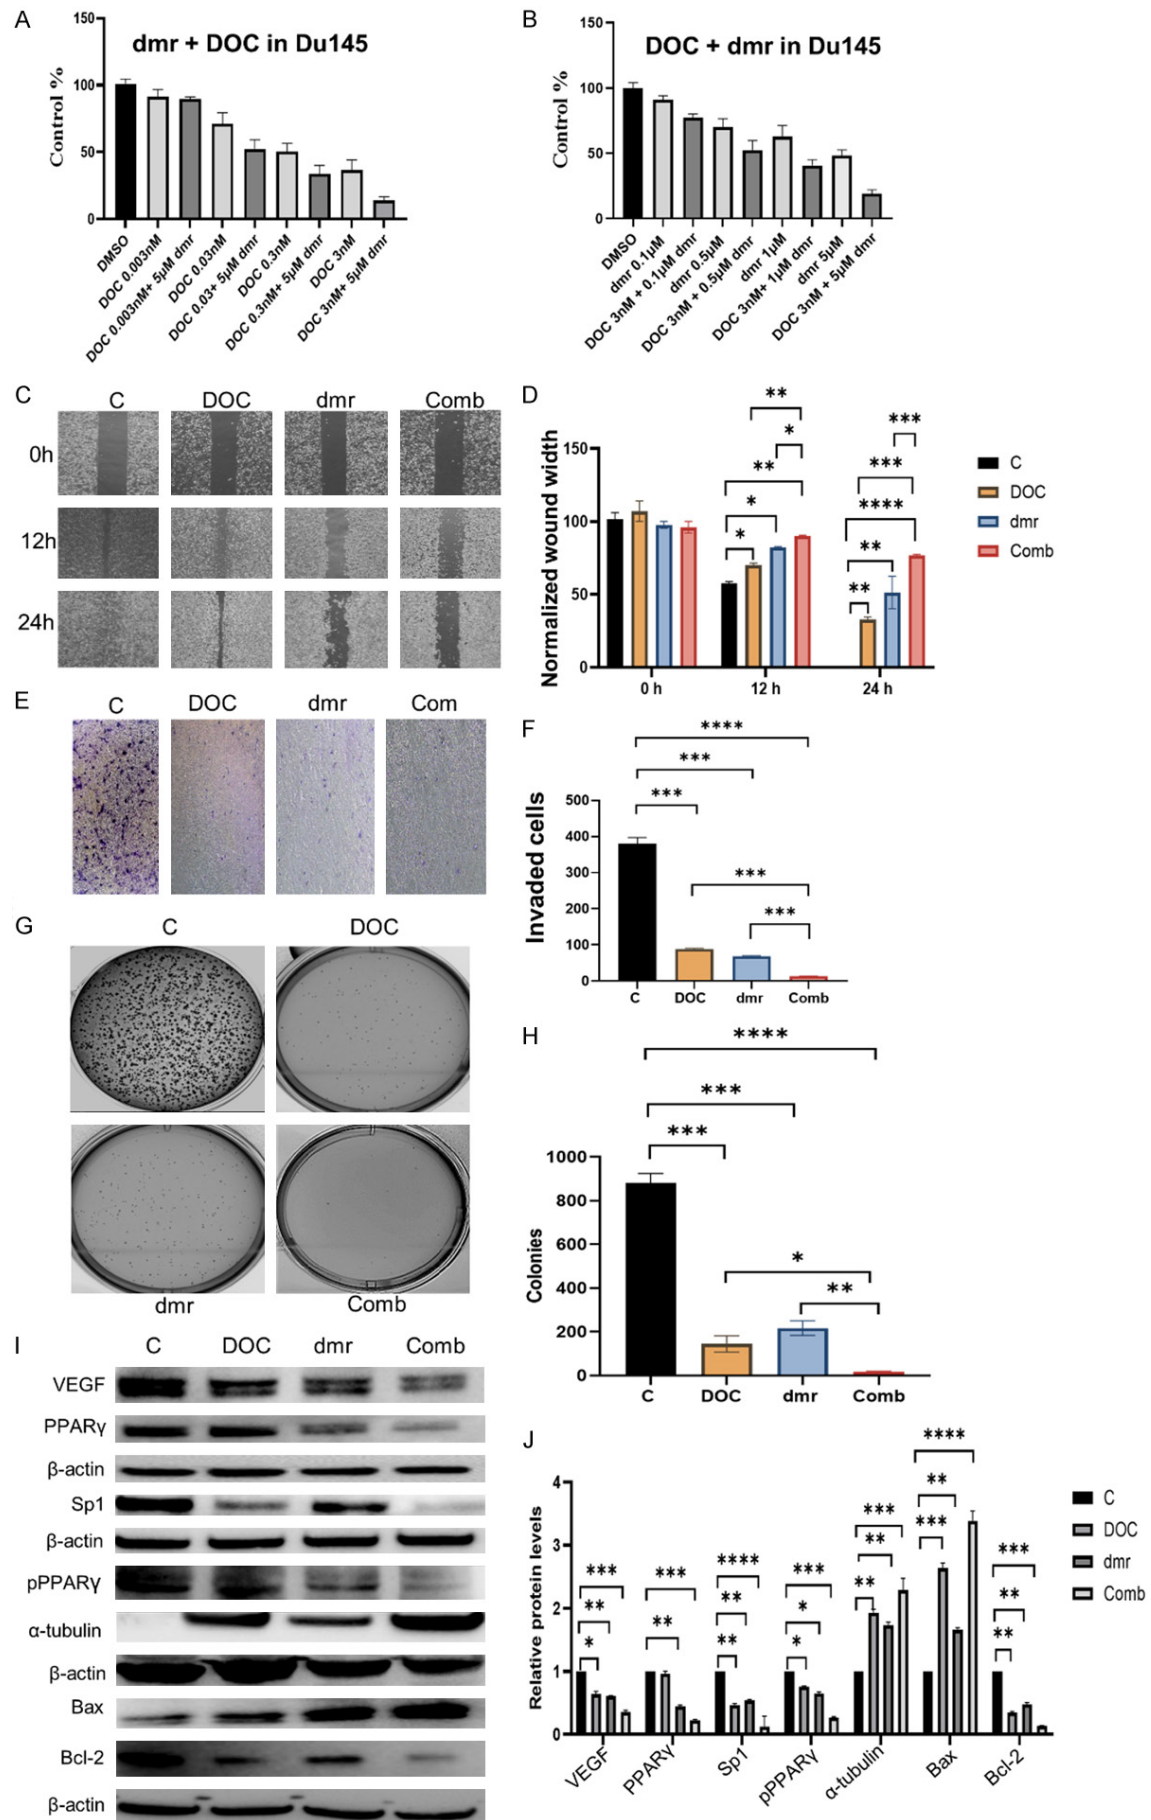 A
dmr + DOC in Du145
Control %
150
100
50
0
DMSO
DOC 0.003nM
DOC 0.003nM+ 5µM dmr
DOC 0.03nM
DOC 0.03+ 5µM dmr
DOC 0.3nM
DOC 0.3nM+ 5µM dmr
DOC 3nM
DOC 3nM+ 5µM dmr
B
DOC + dmr in Du145
Control %
150
100
50
0
DMSO
dmr 0.1µM
DOC 3nM + 0.1µM dmr
dmr 0.5µM
DOC 3nM + 0.5µM dmr
dmr 1µM
DOC 3nM+ 1µM dmr
dmr 5µM
DOC 3nM + 5µM dmr
C
C DOC dmr Comb
0h
12h
24h
D
Normalized wound width
150
100
50
0
0 h 12 h 24 h
** * ** * *
*** *** **** ** **
C
DOC
dmr
Comb
E
C DOC dmr Com
F
Invaded cells
****
***
***
***
***
500
400
300
200
100
0
C DOC dmr Comb
G
C DOC
dmr Comb
H
Colonies
****
***
***
*
**
1000
800
600
400
200
0
C DOC dmr Comb
I
C DOC dmr Comb
VEGF
PPARγ
β-actin
Sp1
β-actin
pPPARγ
α-tubulin
β-actin
Bax
Bcl-2
β-actin
J
Relative protein levels
4
3
2
1
0
*** ** *
*** **
**** ** **
*** * *
*** ** **
**** ** ***
*** ** **
VEGF PPARγ Sp1 pPPARγ α-tubulin Bax Bcl-2
C
DOC
dmr
Comb